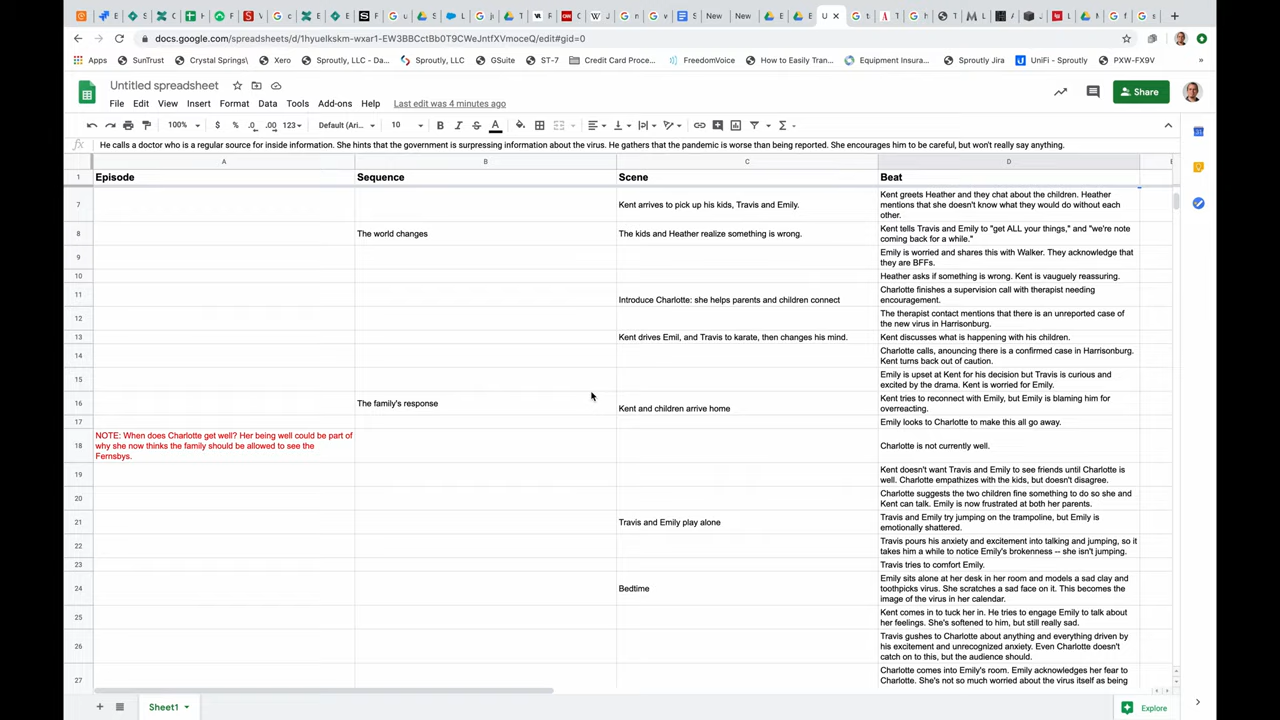 docs.google.com/spreadsheets/d/1hyueIkskm-wxar1-EW3BBCctBb0T9CWeJntfXVmoceQ/edit#gid=0
Apps SunTrust Crystal Springs\ Xero Sproutly, LLC - Da... Sproutly, LLC GSuite ST-7 Credit Card Proce... FreedomVoice How to Easily Tran... Equipment Insura... Sproutly Jira UniFi - Sproutly PXW-FX9V
Untitled spreadsheet
File Edit View Insert Format Data Tools Add-ons Help Last edit was 4 minutes ago
Share
100% $ % .0 .00 123 Default (Ari... 10 B I S A
fx He calls a doctor who is a regular source for inside information. She hints that the government is surpressing information about the virus. He gathers that the pandemic is worse than being reported. She encourages him to be careful, but won't really say anything.
A B C D
1 Episode Sequence Scene Beat
7 Kent arrives to pick up his kids, Travis and Emily.
Kent greets Heather and they chat about the children. Heather
mentions that she doesn't know what they would do without each
other.
8 The world changes The kids and Heather realize something is wrong.
Kent tells Travis and Emily to "get ALL your things," and "we're note
coming back for a while."
9
Emily is worried and shares this with Walker. They acknowledge that
they are BFFs.
10 Heather asks if something is wrong. Kent is vauguely reassuring.
11 Introduce Charlotte: she helps parents and children connect
Charlotte finishes a supervision call with therapist needing
encouragement.
12
The therapist contact mentions that there is an unreported case of
the new virus in Harrisonburg.
13 Kent drives Emil, and Travis to karate, then changes his mind. Kent discusses what is happening with his children.
14
Charlotte calls, anouncing there is a confirmed case in Harrisonburg.
Kent turns back out of caution.
15
Emily is upset at Kent for his decision but Travis is curious and
excited by the drama. Kent is worried for Emily.
16 The family's response Kent and children arrive home
Kent tries to reconnect with Emily, but Emily is blaming him for
overreacting.
17 Emily looks to Charlotte to make this all go away.
18
NOTE: When does Charlotte get well? Her being well could be part of
why she now thinks the family should be allowed to see the
Fernsbys.
Charlotte is not currently well.
19
Kent doesn't want Travis and Emily to see friends until Charlotte is
well. Charlotte empathizes with the kids, but doesn't disagree.
20
Charlotte suggests the two children fine something to do so she and
Kent can talk. Emily is now frustrated at both her parents.
21 Travis and Emily play alone
Travis and Emily try jumping on the trampoline, but Emily is
emotionally shattered.
22
Travis pours his anxiety and excitement into talking and jumping, so it
takes him a while to notice Emily's brokenness -- she isn't jumping.
23 Travis tries to comfort Emily.
24 Bedtime
Emily sits alone at her desk in her room and models a sad clay and
toothpicks virus. She scratches a sad face on it. This becomes the
image of the virus in her calendar.
25
Kent comes in to tuck her in. He tries to engage Emily to talk about
her feelings. She's softened to him, but still really sad.
26
Travis gushes to Charlotte about anything and everything driven by
his excitement and unrecognized anxiety. Even Charlotte doesn't
catch on to this, but the audience should.
27
Charlotte comes into Emily's room. Emily acknowledges her fear to
Charlotte. She's not so much worried about the virus itself as being
Sheet1
Explore